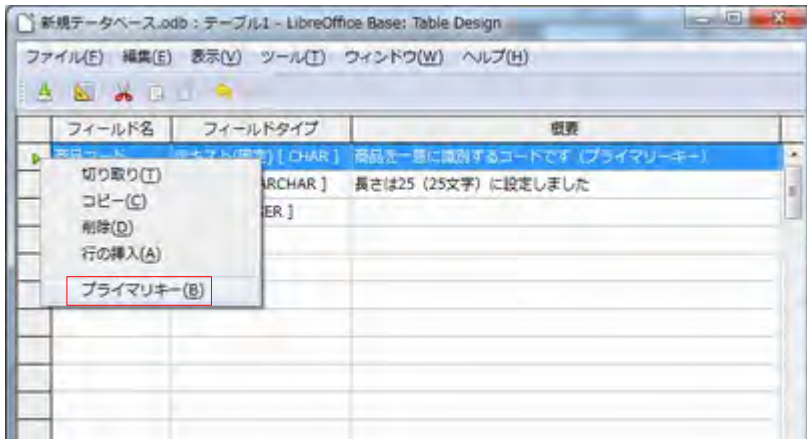 新規データベース.odb : テーブル1 - LibreOffice Base: Table Design
ファイル(F) 編集(E) 表示(V) ツール(T) ウィンドウ(W) ヘルプ(H)
フィールド名 フィールドタイプ 概要
商品コード テキスト(固定) [ CHAR ] 商品を一意に識別するコードです（プライマリーキー）
ARCHAR ] 長さは25（25文字）に設定しました
ER ]
切り取り(T)
コピー(C)
削除(D)
行の挿入(A)
プライマリキー(B)